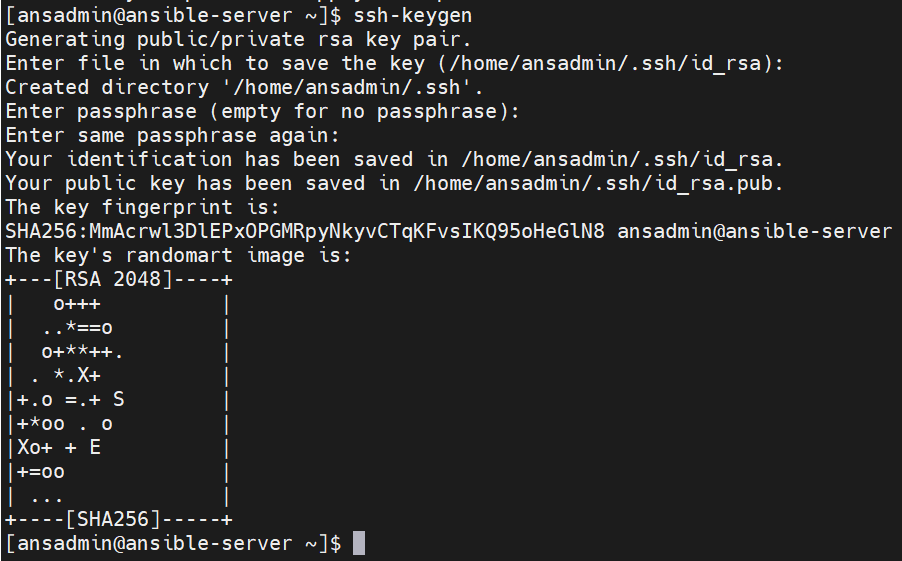 [ansadmin@ansible-server ~]$ ssh-keygen
Generating public/private rsa key pair.
Enter file in which to save the key (/home/ansadmin/.ssh/id_rsa):
Created directory '/home/ansadmin/.ssh'.
Enter passphrase (empty for no passphrase):
Enter same passphrase again:
Your identification has been saved in /home/ansadmin/.ssh/id_rsa.
Your public key has been saved in /home/ansadmin/.ssh/id_rsa.pub.
The key fingerprint is:
SHA256:MmAcrwl3DlEPxOPGMRpyNkyvCTqKFvsIKQ95oHeGlN8 ansadmin@ansible-server
The key's randomart image is:
+---[RSA 2048]----+
|   o+++          |
|  ..*==o         |
|  o+**++.        |
| . *.X+          |
|+.o =.+ S        |
|+*oo . o         |
|Xo+ + E          |
|+=oo             |
| ...             |
+----[SHA256]-----+
[ansadmin@ansible-server ~]$